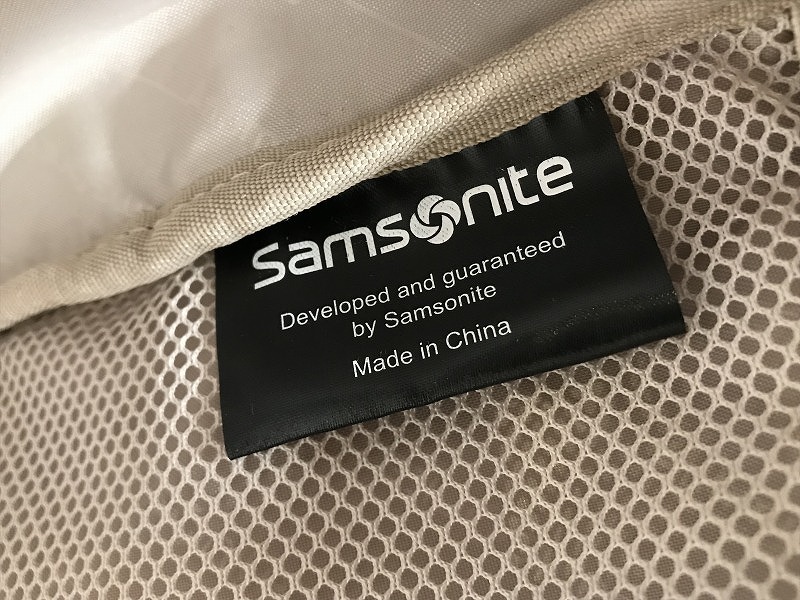 Samsonite
Developed and guaranteed
by Samsonite
Made in China